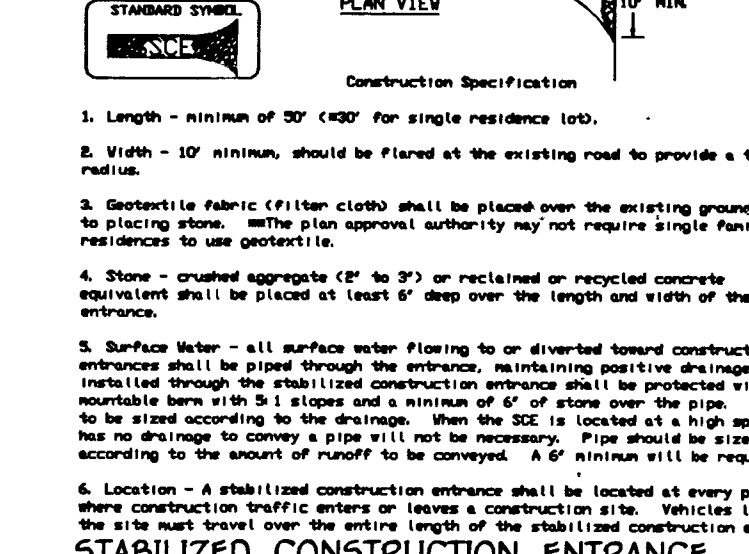 STANDARD SYMBOL
SCE
PLAN VIEW
10' MIN.
Construction Specification
1. Length - minimum of 50' (*30' for single residence lot).
2. Width - 10' minimum, should be flared at the existing road to provide a t
radius.
3. Geotextile fabric (filter cloth) shall be placed over the existing ground
to placing stone. **The plan approval authority may not require single fami
residences to use geotextile.
4. Stone - crushed aggregate (2" to 3") or reclaimed or recycled concrete
equivalent shall be placed at least 6" deep over the length and width of the
entrance.
5. Surface Water - all surface water flowing to or diverted toward construct
entrances shall be piped through the entrance, maintaining positive drainage
installed through the stabilized construction entrance shall be protected wi
mountable berm with 5:1 slopes and a minimum of 6" of stone over the pipe.
to be sized according to the drainage. When the SCE is located at a high sp
has no drainage to convey a pipe will not be necessary. Pipe should be size
according to the amount of runoff to be conveyed. A 6" minimum will be requ
6. Location - A stabilized construction entrance shall be located at every p
where construction traffic enters or leaves a construction site. Vehicles l
the site must travel over the entire length of the stabilized construction e
STABILIZED CONSTRUCTION ENTRANCE